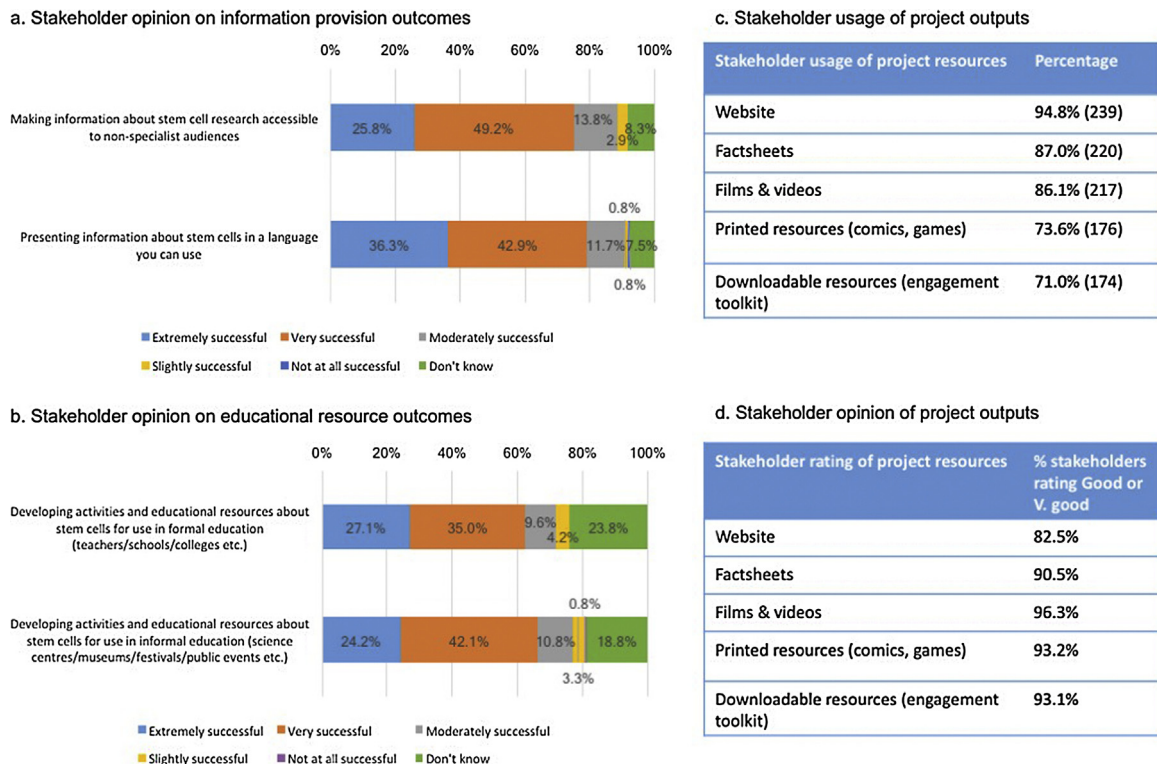 a. Stakeholder opinion on information provision outcomes
0% 20% 40% 60% 80% 100%
Making information about stem cell research accessible
to non-specialist audiences
25.8% 49.2% 13.8% 2.9% 8.3%
0.8%
Presenting information about stem cells in a language
you can use
36.3% 42.9% 11.7% 7.5%
0.8%
Extremely successful Very successful Moderately successful
Slightly successful Not at all successful Don't know
b. Stakeholder opinion on educational resource outcomes
0% 20% 40% 60% 80% 100%
Developing activities and educational resources about
stem cells for use in formal education
(teachers/schools/colleges etc.)
27.1% 35.0% 9.6% 4.2% 23.8%
0.8%
Developing activities and educational resources about
stem cells for use in informal education (science
centres/museums/festivals/public events etc.)
24.2% 42.1% 10.8% 18.8%
3.3%
Extremely successful Very successful Moderately successful
Slightly successful Not at all successful Don't know
c. Stakeholder usage of project outputs
Stakeholder usage of project resources Percentage
Website 94.8% (239)
Factsheets 87.0% (220)
Films & videos 86.1% (217)
Printed resources (comics, games) 73.6% (176)
Downloadable resources (engagement 71.0% (174)
toolkit)
d. Stakeholder opinion of project outputs
Stakeholder rating of project resources % stakeholders
rating Good or
V. good
Website 82.5%
Factsheets 90.5%
Films & videos 96.3%
Printed resources (comics, games) 93.2%
Downloadable resources (engagement 93.1%
toolkit)